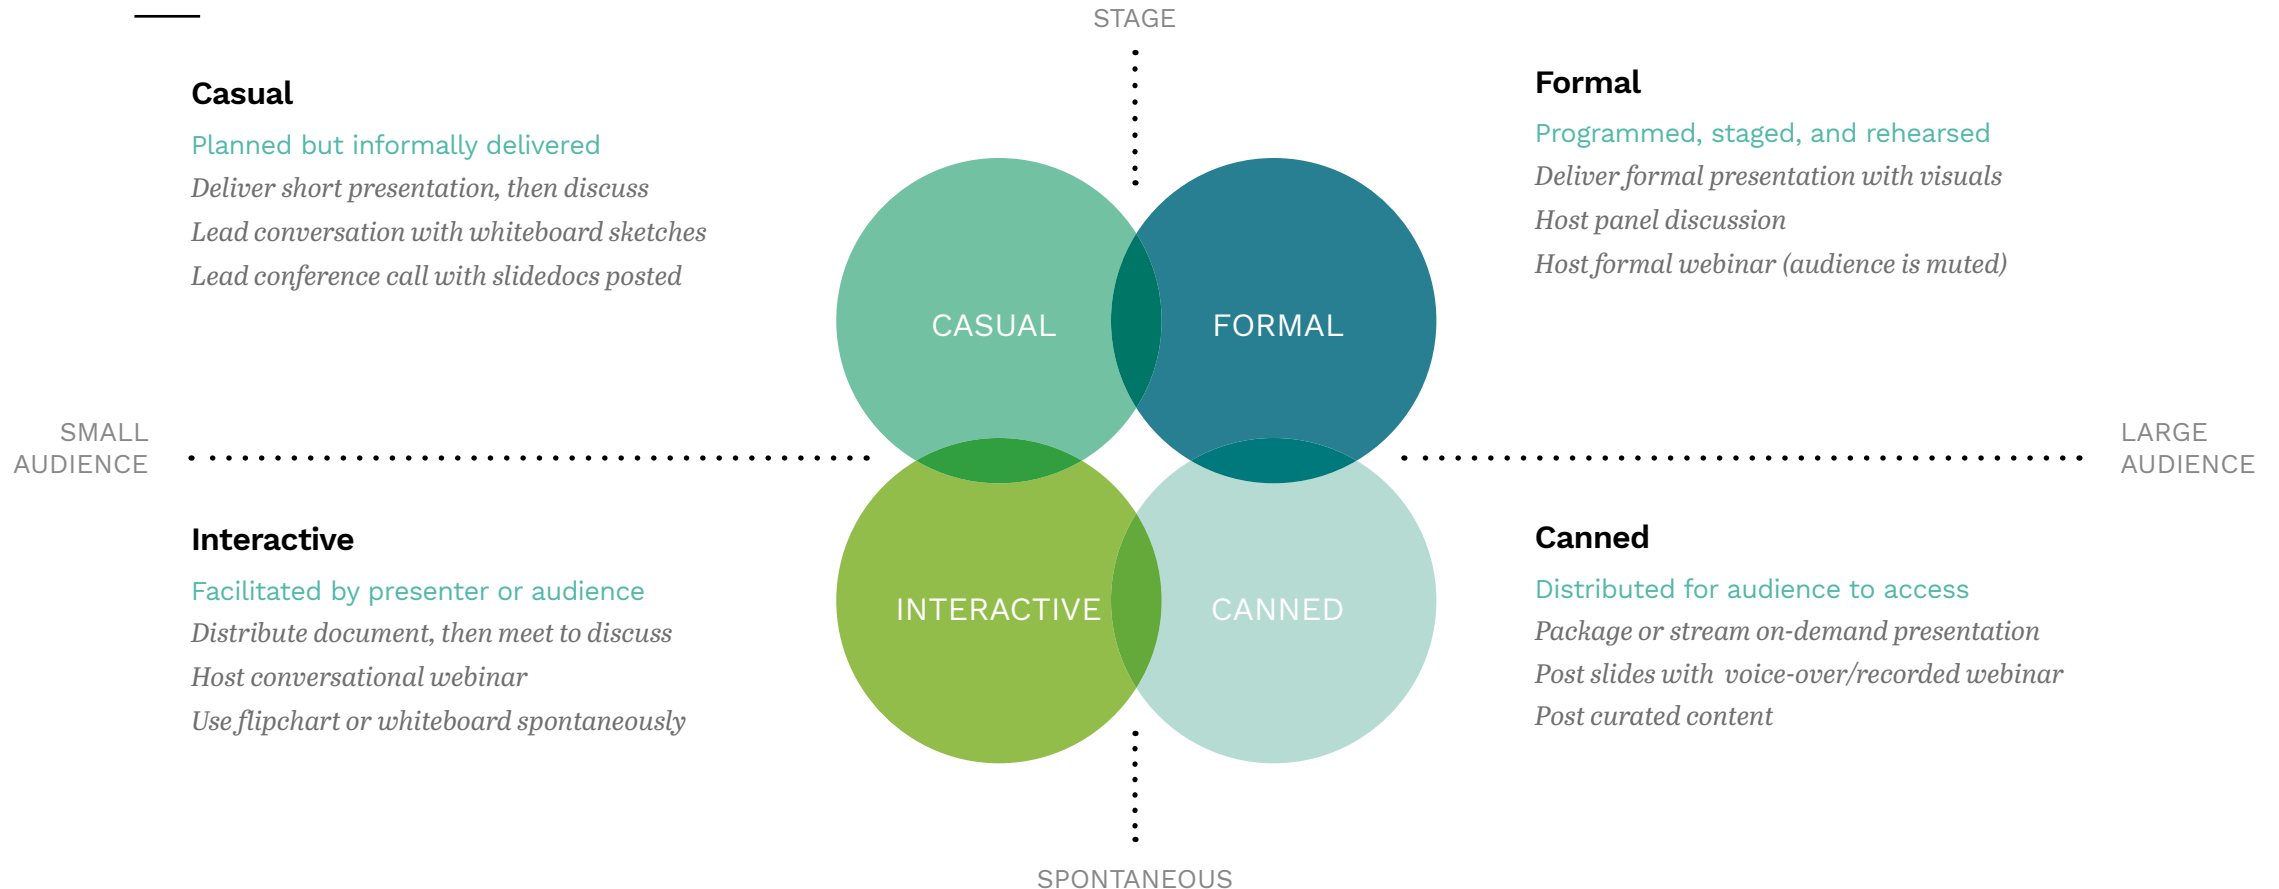 STAGE
Casual
Planned but informally delivered
Deliver short presentation, then discuss
Lead conversation with whiteboard sketches
Lead conference call with slidedocs posted
Formal
Programmed, staged, and rehearsed
Deliver formal presentation with visuals
Host panel discussion
Host formal webinar (audience is muted)
CASUAL
FORMAL
SMALL
AUDIENCE
LARGE
AUDIENCE
Interactive
Facilitated by presenter or audience
Distribute document, then meet to discuss
Host conversational webinar
Use flipchart or whiteboard spontaneously
INTERACTIVE
CANNED
Canned
Distributed for audience to access
Package or stream on-demand presentation
Post slides with  voice-over/recorded webinar
Post curated content
SPONTANEOUS